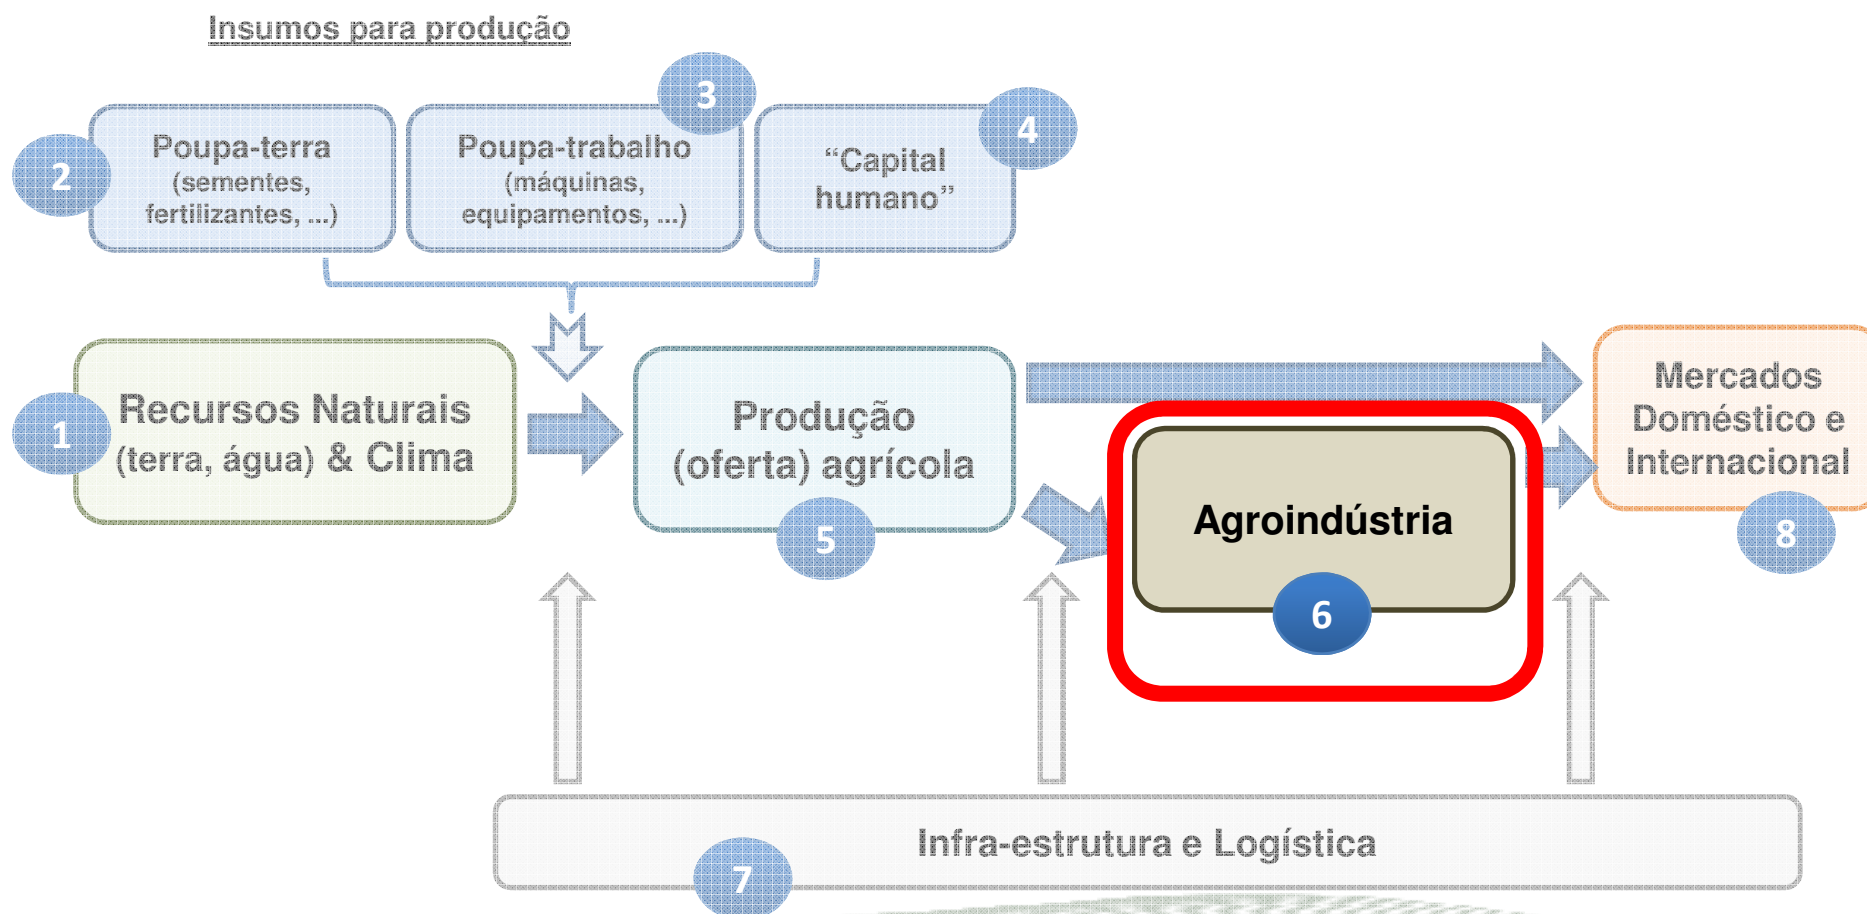 Insumos para produção
2
Poupa-terra
(sementes,
fertilizantes, ...)
3
Poupa-trabalho
(máquinas,
equipamentos, ...)
4
“Capital
humano”
1
Recursos Naturais
(terra, água) & Clima
Produção
(oferta) agrícola
5
Agroindústria
6
Mercados
Doméstico e
Internacional
8
Infra-estrutura e Logística
7